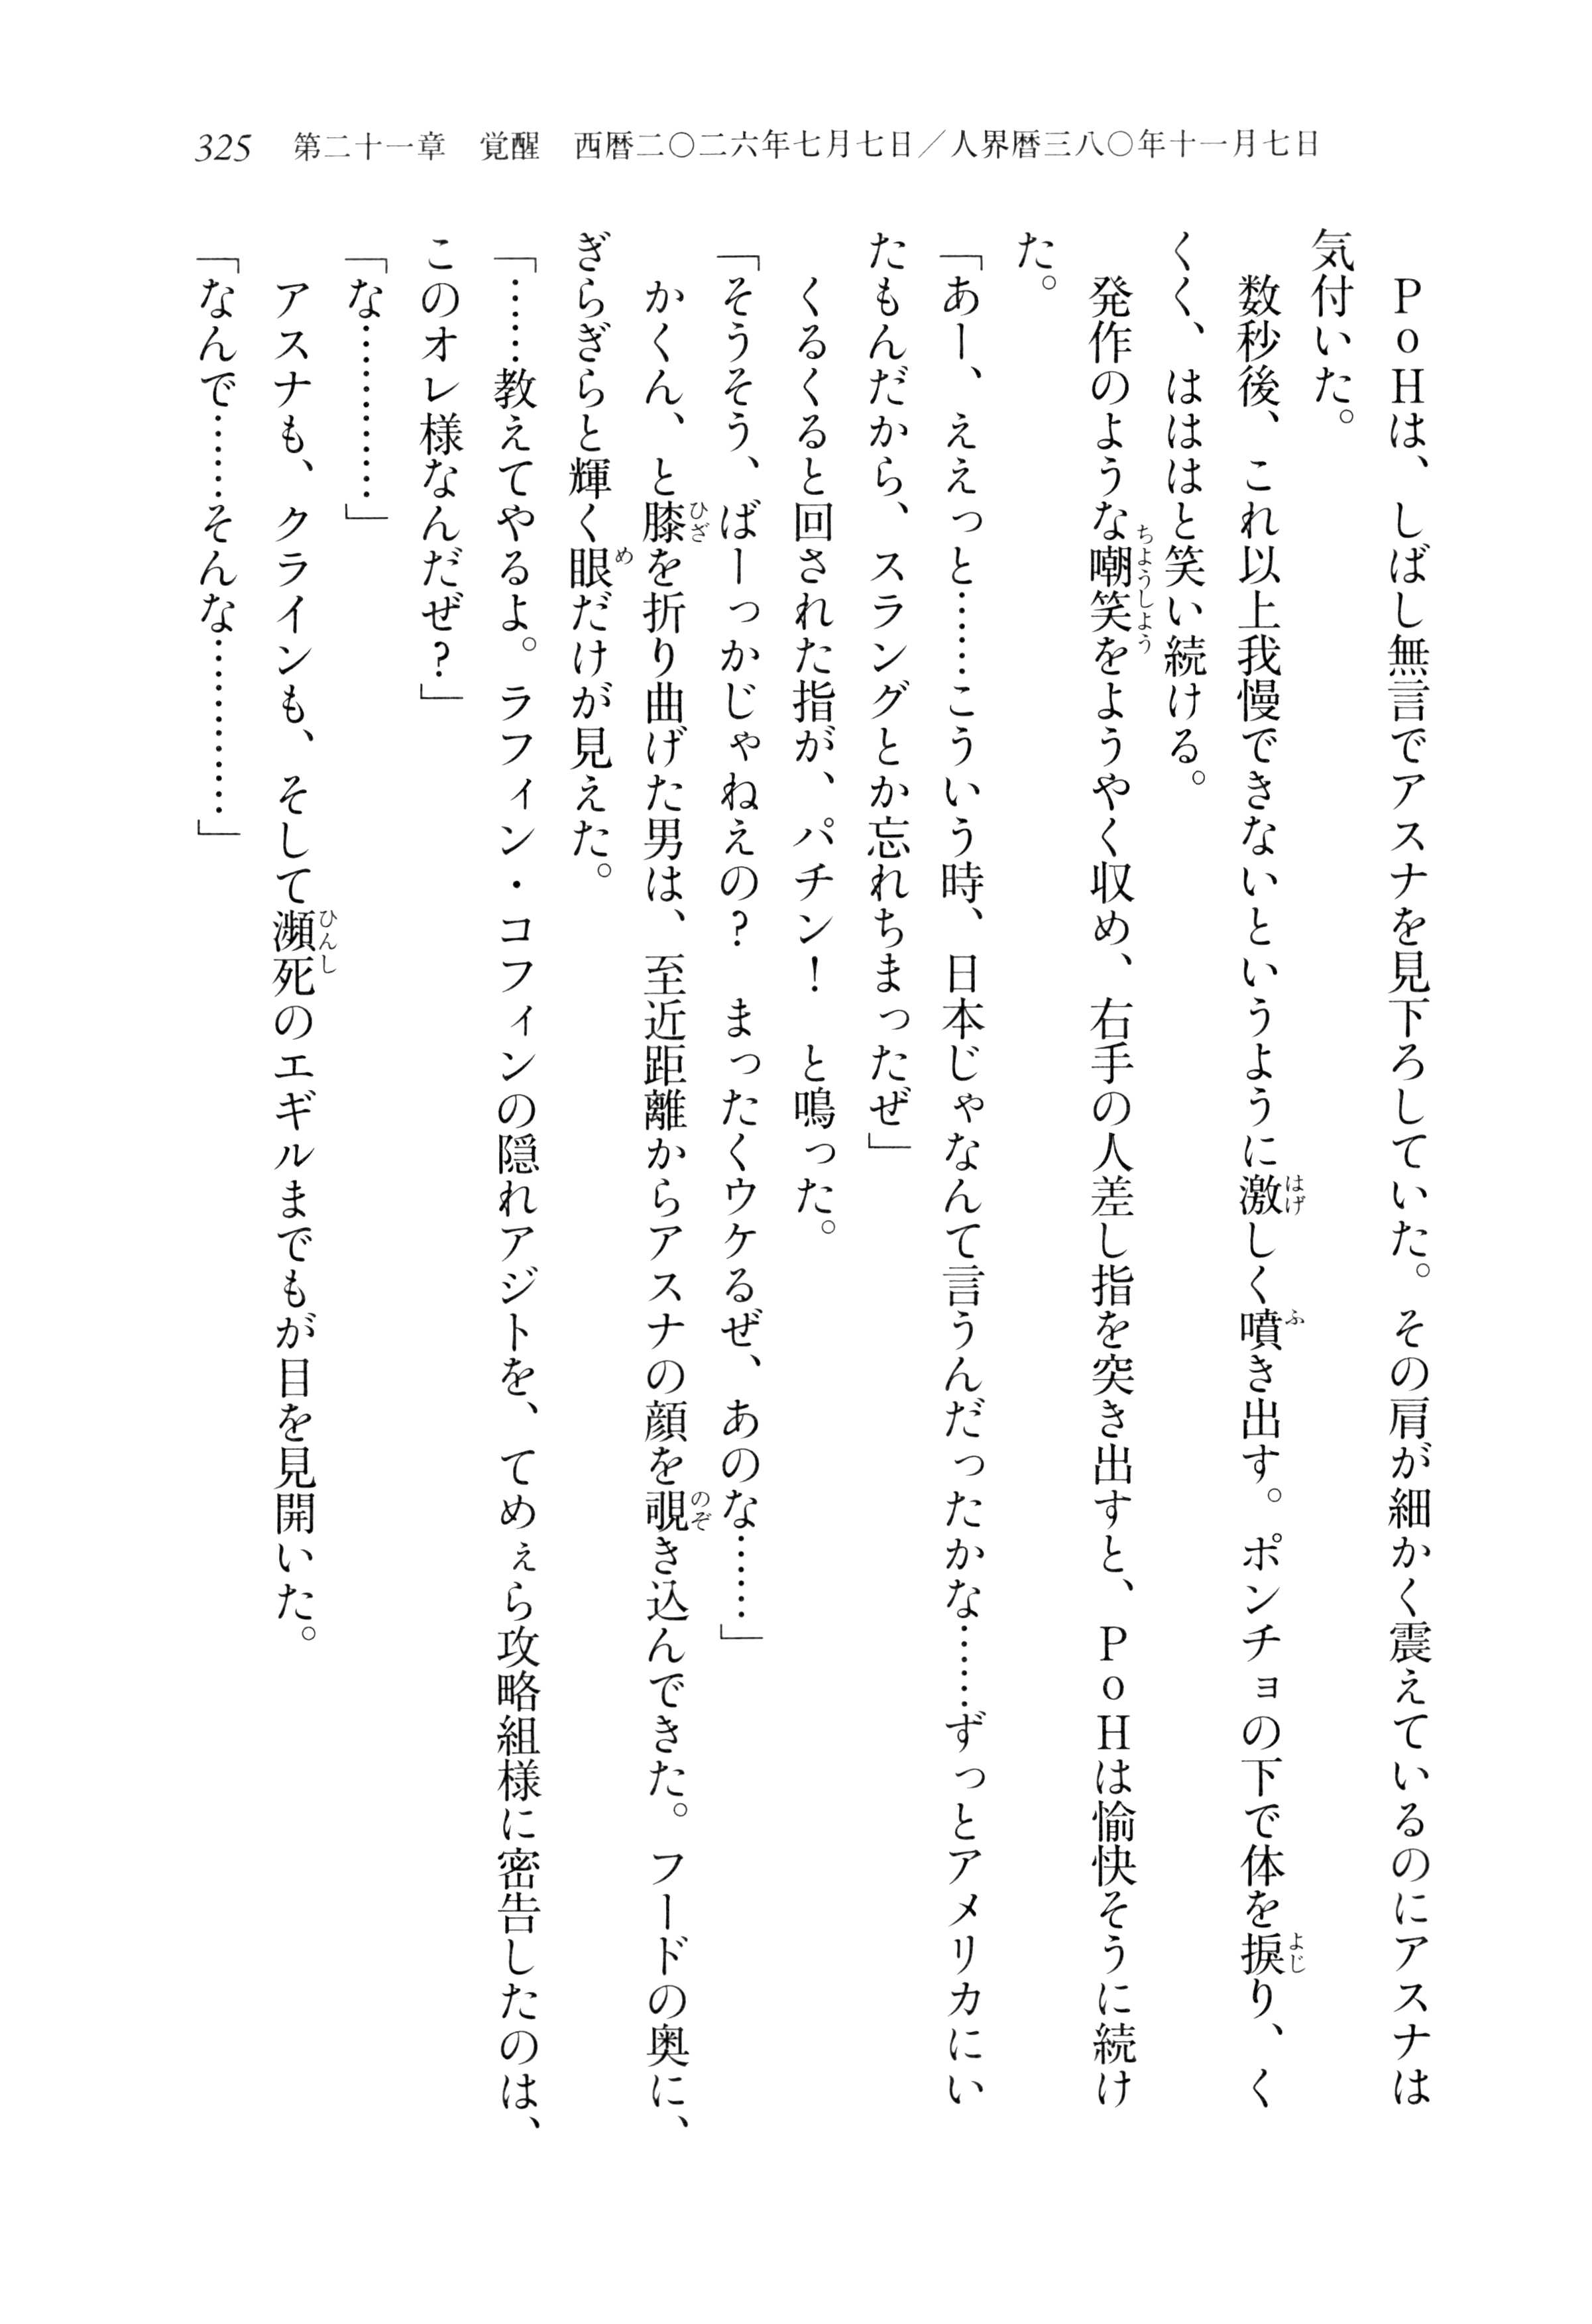 325　第二十一章　覚醒　西暦二〇二六年七月七日／人界暦三八〇年十一月七日
　PoHは、しばし無言でアスナを見下ろしていた。その肩が細かく震えているのにアスナは
気付いた。
　数秒後、これ以上我慢できないというように激しく噴き出す。ポンチョの下で体を捩り、く
くく、ははは と笑い続ける。
　発作のような嘲笑をようやく収め、右手の人差し指を突き出すと、PoHは愉快そうに続け
た。
「あー、ええっと……こういう時、日本じゃなんて言うんだったかな……ずっとアメリカにい
たもんだから、スラングとか忘れちまったぜ」
　くるくると回された指が、パチン！　と鳴った。
「そうそう、ばーっかじゃねえの？　まったくウケるぜ、あのな……」
　かくん、と膝を折り曲げた男は、至近距離からアスナの顔を覗き込んできた。フードの奥に、
ぎらぎらと輝く眼だけが見えた。
「……教えてやるよ。ラフィン・コフィンの隠れアジトを、てめぇら攻略組様に密告したのは、
このオレ様なんだぜ？」
「な…………」
　アスナも、クラインも、そして瀕死のエギルまでもが目を見開いた。
「なんで……そんな…………」